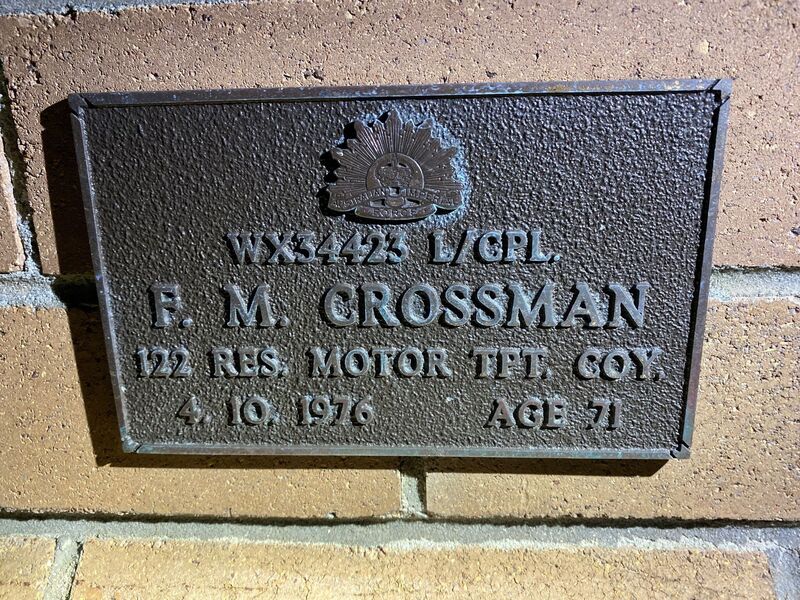 WX34423 L/CPL.
F. M. CROSSMAN
122 RES. MOTOR TPT. COY.
4. 10. 1976 AGE 71